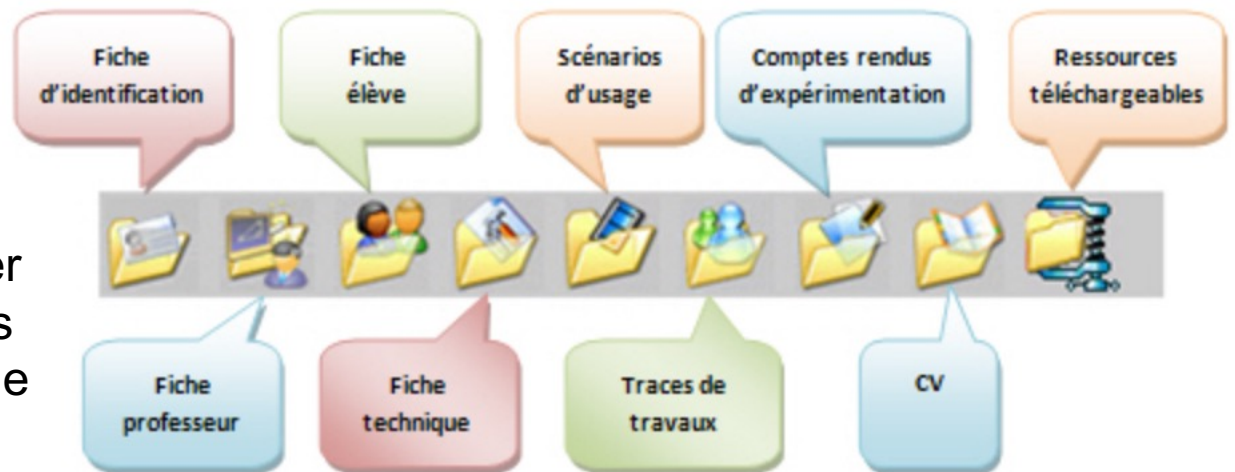 Fiche
d'identification
Fiche
élève
Scénarios
d'usage
Comptes rendus
d'expérimentation
Ressources
téléchargeables
er
s
e
Fiche
professeur
Fiche
technique
Traces de
travaux
CV